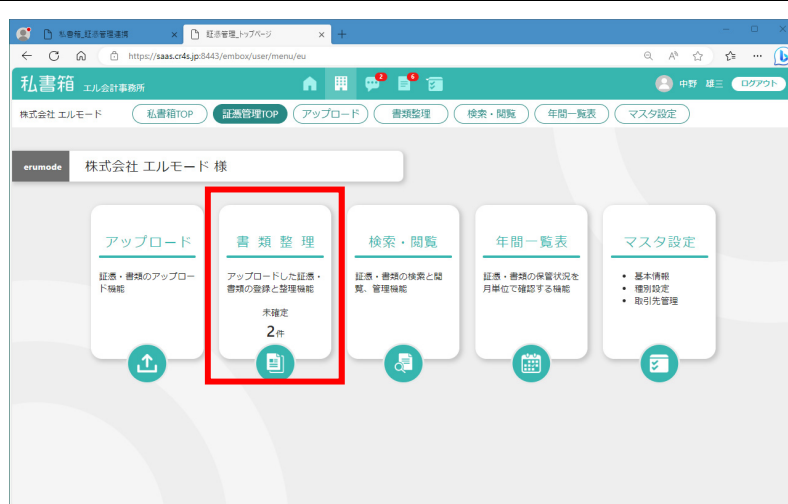 私書箱_証憑管理連携
証憑管理_トップページ
https://saas.cr4s.jp:8443/embox/user/menu/eu
私書箱 エル会計事務所
2
6
中野 雄三
ログアウト
株式会社 エルモード
私書箱TOP
証憑管理TOP
アップロード
書類整理
検索・閲覧
年間一覧表
マスタ設定
erumode
株式会社 エルモード 様
アップロード
証憑・書類のアップロー
ド機能
書 類 整 理
アップロードした証憑・
書類の登録と整理機能
未確定
2件
検索・閲覧
証憑・書類の検索と閲
覧、管理機能
年間一覧表
証憑・書類の保管状況を
月単位で確認する機能
マスタ設定
• 基本情報
• 種別設定
• 取引先管理